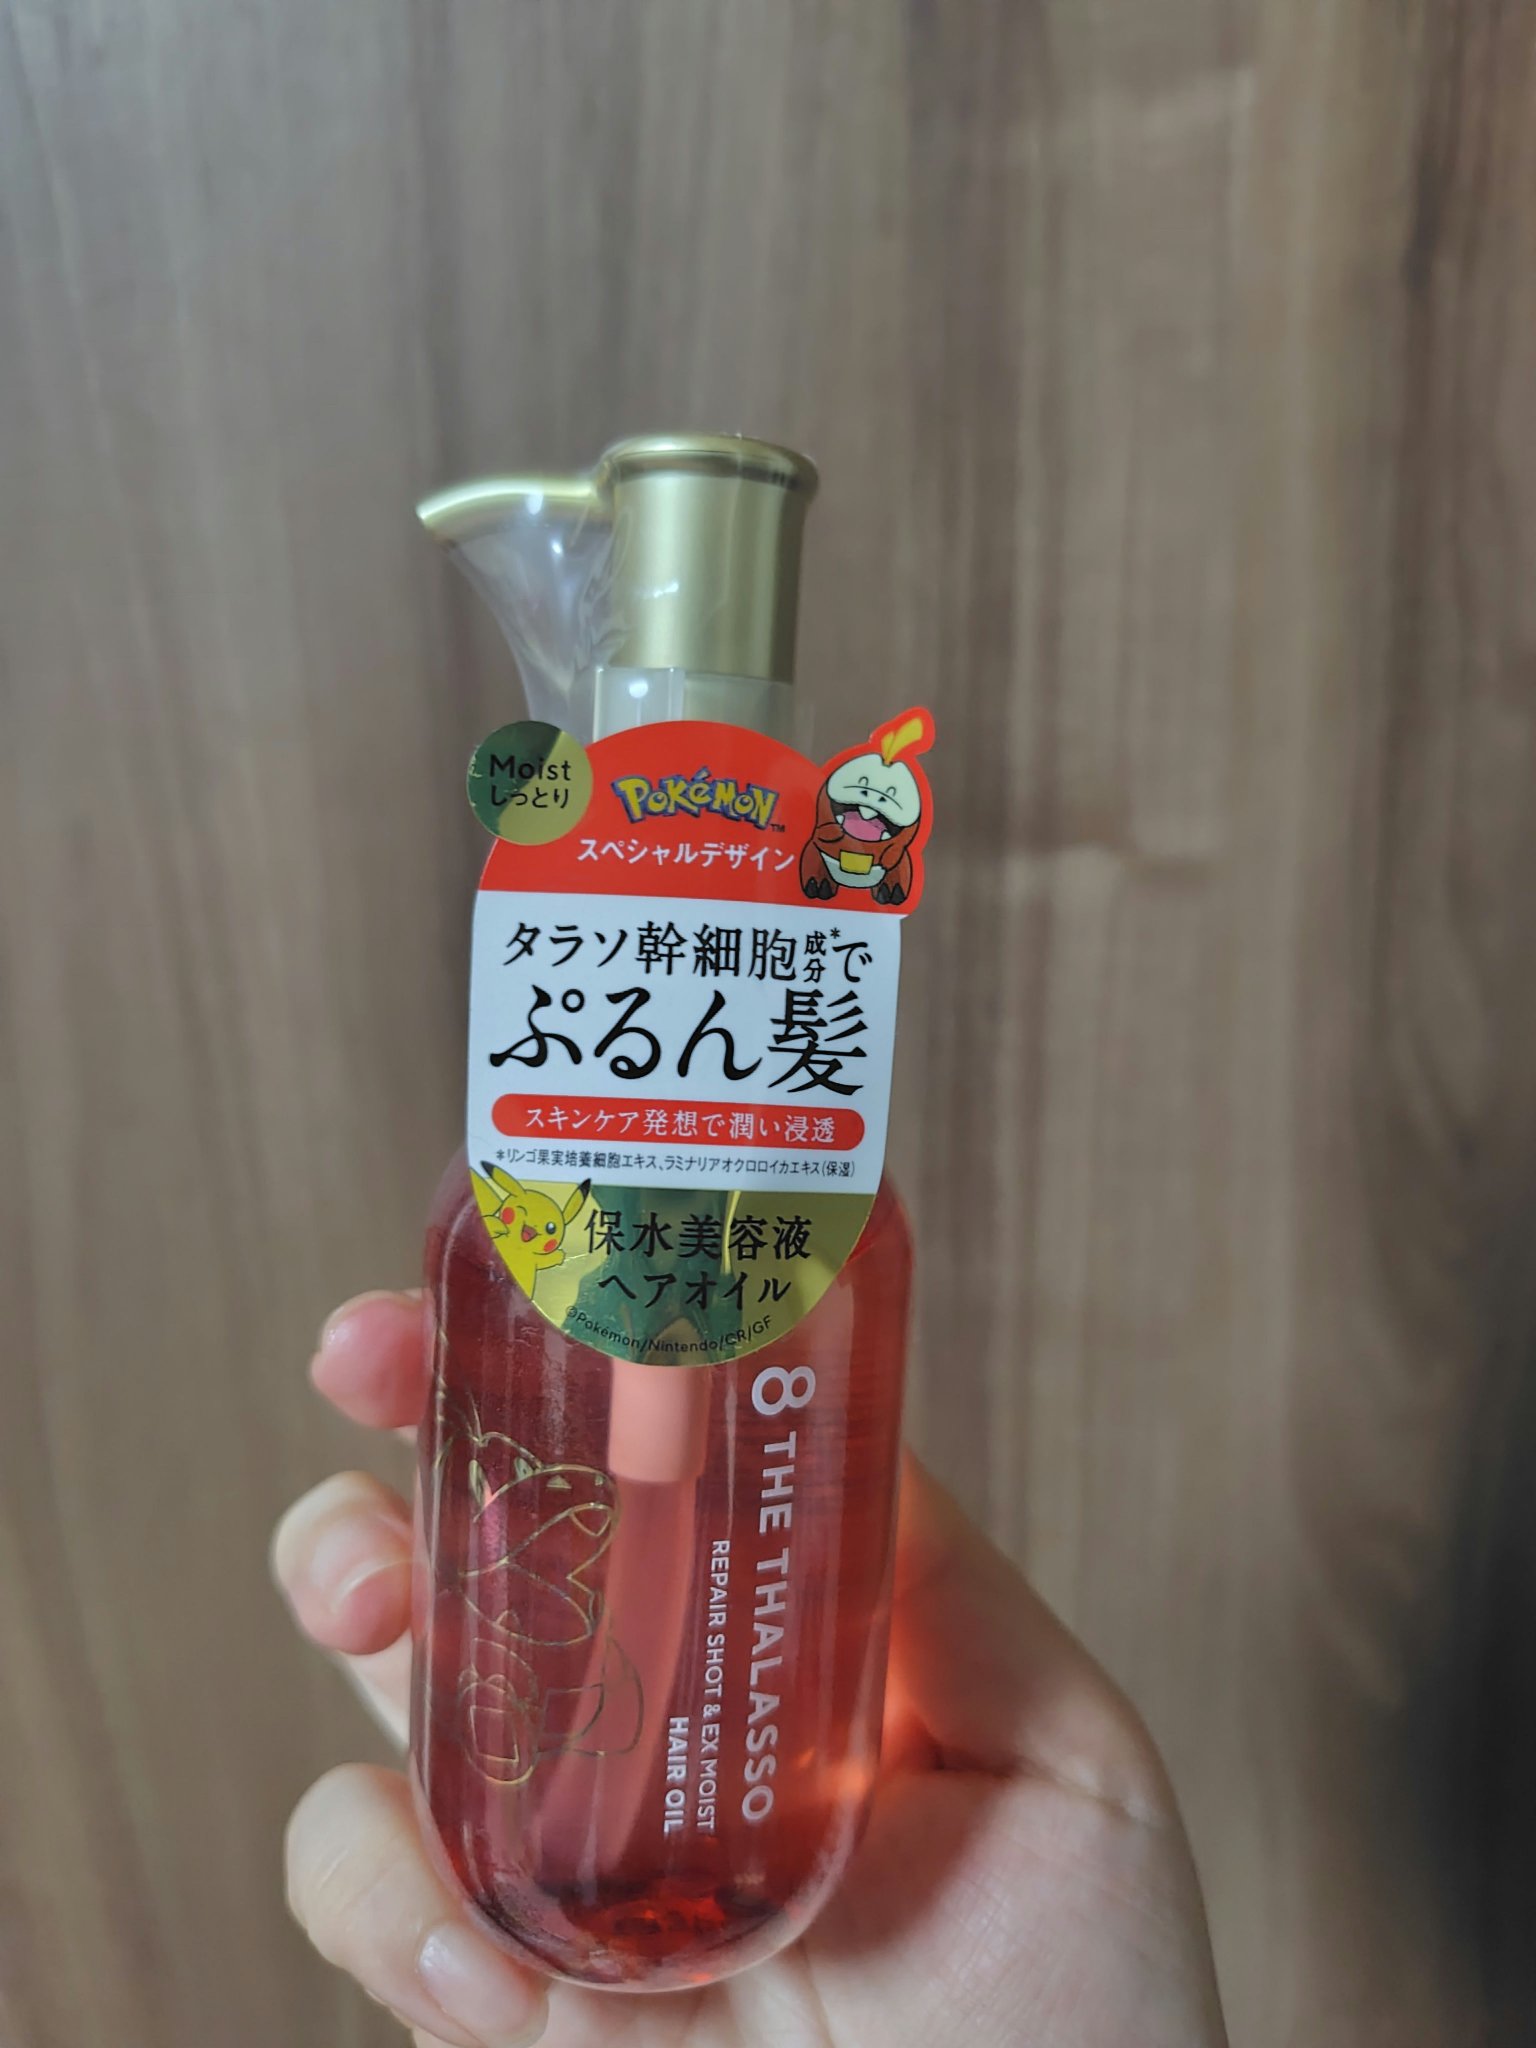 Moist
しっとり
POKéMON™
スペシャルデザイン
タラソ幹細胞成分*で
ぷるん髪
スキンケア発想で潤い浸透
*リンゴ果実培養細胞エキス、ラミナリアオクロロイカエキス(保湿)
保水美容液
ヘアオイル
©Pokémon/Nintendo/CR/GF
8 THE THALASSO
REPAIR SHOT & EX MOIST
HAIR OIL